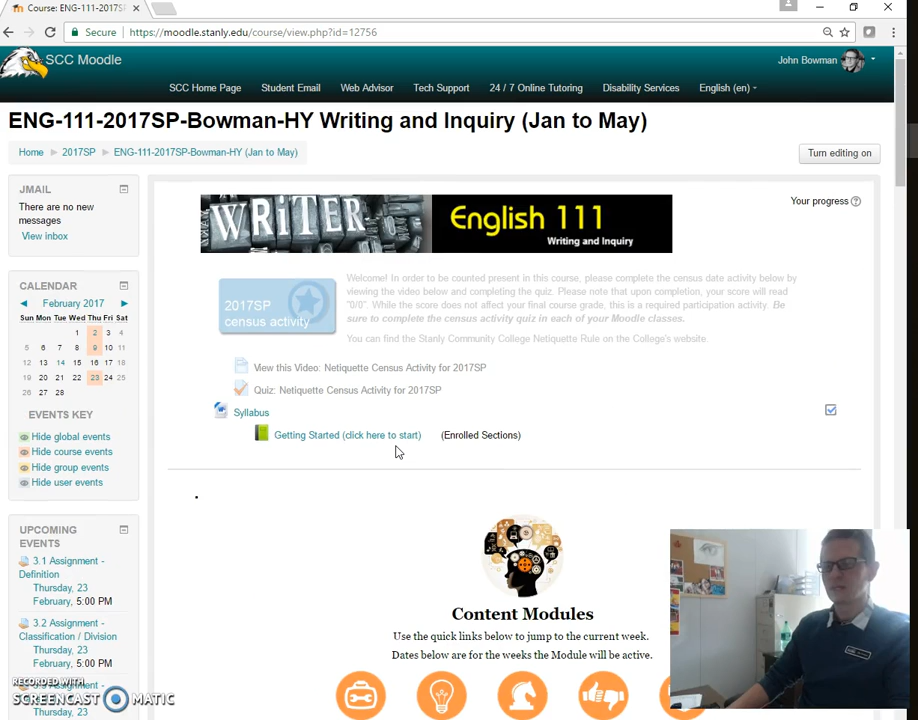 Course: ENG-111-2017S
Secure
https://moodle.stanly.edu/course/view.php?id=12756
SCC Moodle
John Bowman
SCC Home Page
Student Email
Web Advisor
Tech Support
24 / 7 Online Tutoring
Disability Services
English (en)
ENG-111-2017SP-Bowman-HY Writing and Inquiry (Jan to May)
Home
2017SP
ENG-111-2017SP-Bowman-HY (Jan to May)
Turn editing on
JMAIL
There are no new
messages
View inbox
CALENDAR
February 2017
Sun Mon Tue Wed Thu Fri Sat
1 2 3 4
5 6 7 8 9 10 11
12 13 14 15 16 17 18
19 20 21 22 23 24 25
26 27 28
EVENTS KEY
Hide global events
Hide course events
Hide group events
Hide user events
UPCOMING
EVENTS
3.1 Assignment -
Definition
Thursday, 23
February, 5:00 PM
3.2 Assignment -
Classification / Division
Thursday, 23
February, 5:00 PM
Thursday, 23
WRiTER
English 111
Writing and Inquiry
Your progress
2017SP
census activity
Welcome! In order to be counted present in this course, please complete the census date activity below by
viewing the video below and completing the quiz. Please note that upon completion, your score will read
"0/0". While the score does not affect your final course grade, this is a required participation activity. Be
sure to complete the census activity quiz in each of your Moodle classes.
You can find the Stanly Community College Netiquette Rule on the College's website.
View this Video: Netiquette Census Activity for 2017SP
Quiz: Netiquette Census Activity for 2017SP
Syllabus
Getting Started (click here to start)
(Enrolled Sections)
Content Modules
Use the quick links below to jump to the current week.
Dates below are for the weeks the Module will be active.
RECORDED WITH
SCREENCAST MATIC